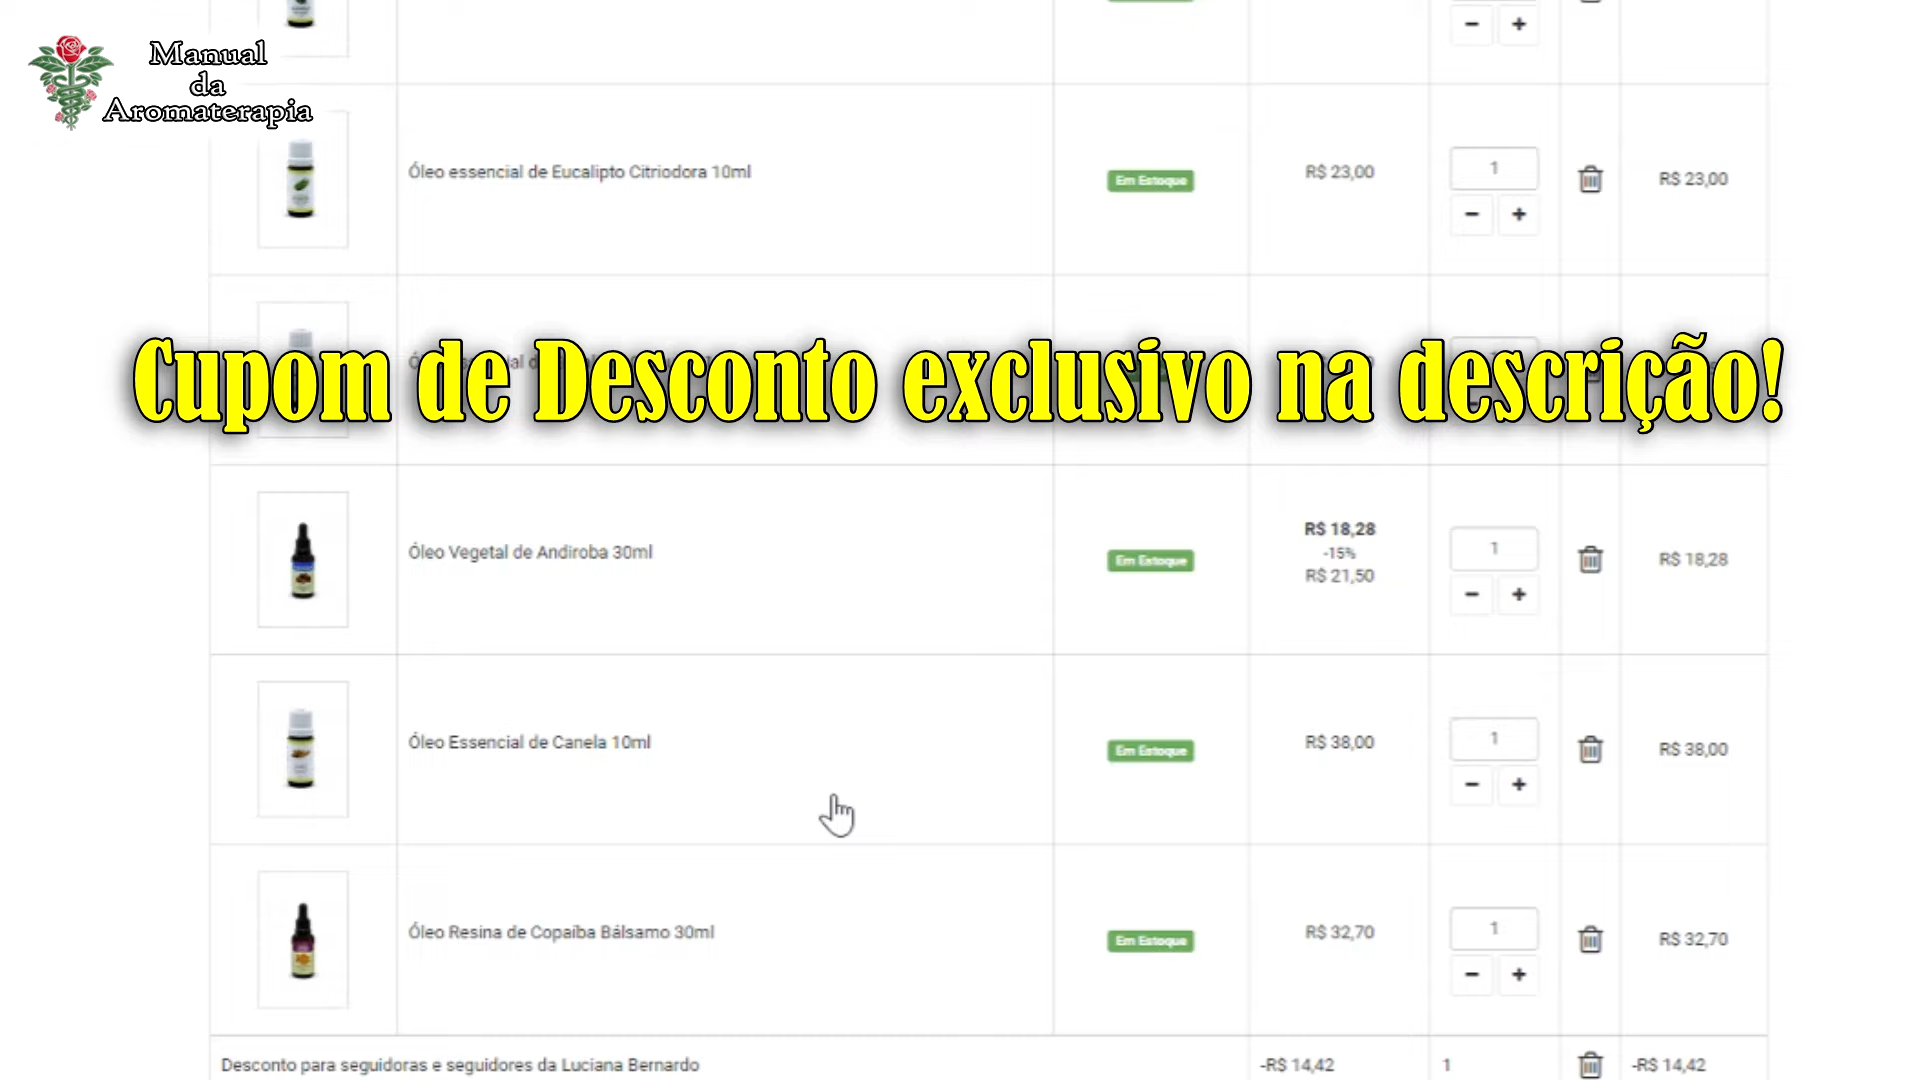 Manual
da
Aromaterapia
Óleo essencial de Eucalipto Citriodora 10ml
Em Estoque
R$ 23,00
1
R$ 23,00
- +
- +
Cupom de Desconto exclusivo na descrição!
Óleo Vegetal de Andiroba 30ml
Em Estoque
R$ 18,28
-15%
R$ 21,50
1
- +
R$ 18,28
Óleo Essencial de Canela 10ml
Em Estoque
R$ 38,00
1
- +
R$ 38,00
Óleo Resina de Copaíba Bálsamo 30ml
Em Estoque
R$ 32,70
1
- +
R$ 32,70
Desconto para seguidoras e seguidores da Luciana Bernardo
-R$ 14,42
1
-R$ 14,42